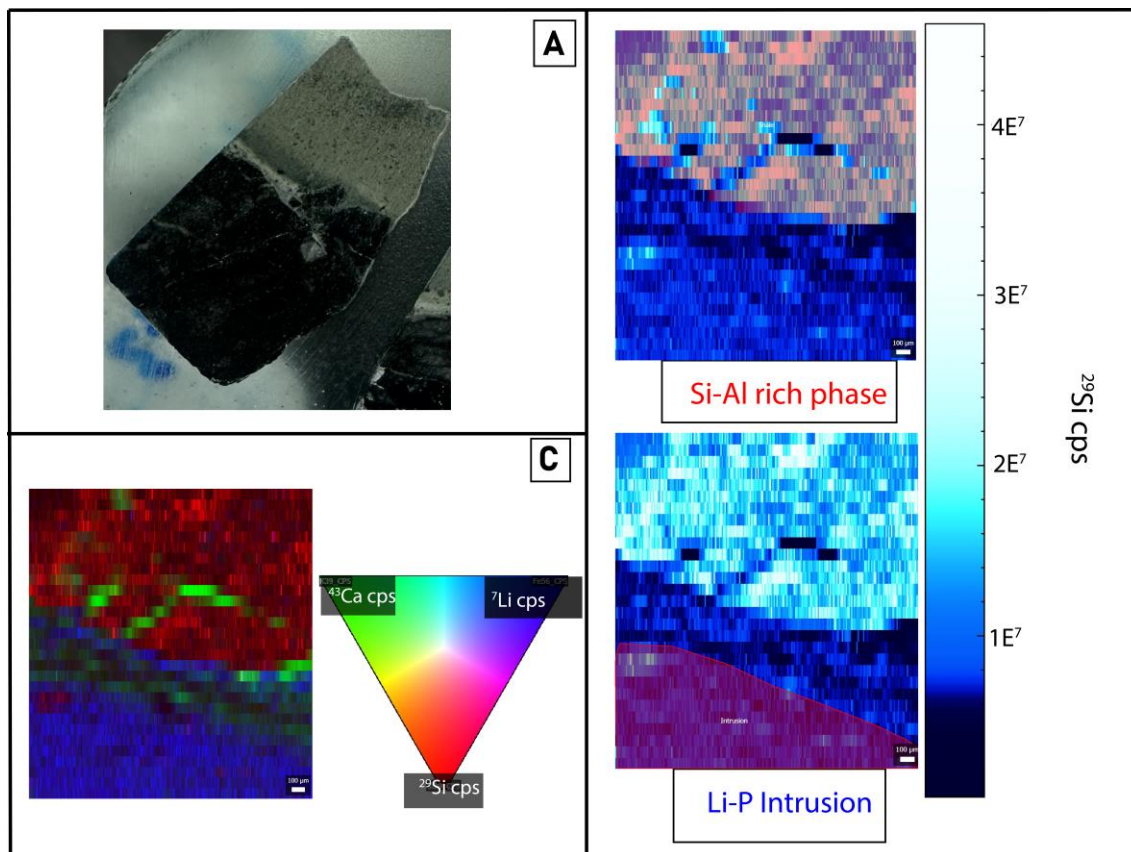 A
C
⁴³Ca cps
⁷Li cps
²⁹Si cps
100 µm
100 µm
Si-Al rich phase
Intrusion
100 µm
Li-P Intrusion
4E⁷
3E⁷
2E⁷
1E⁷
²⁹Si cps